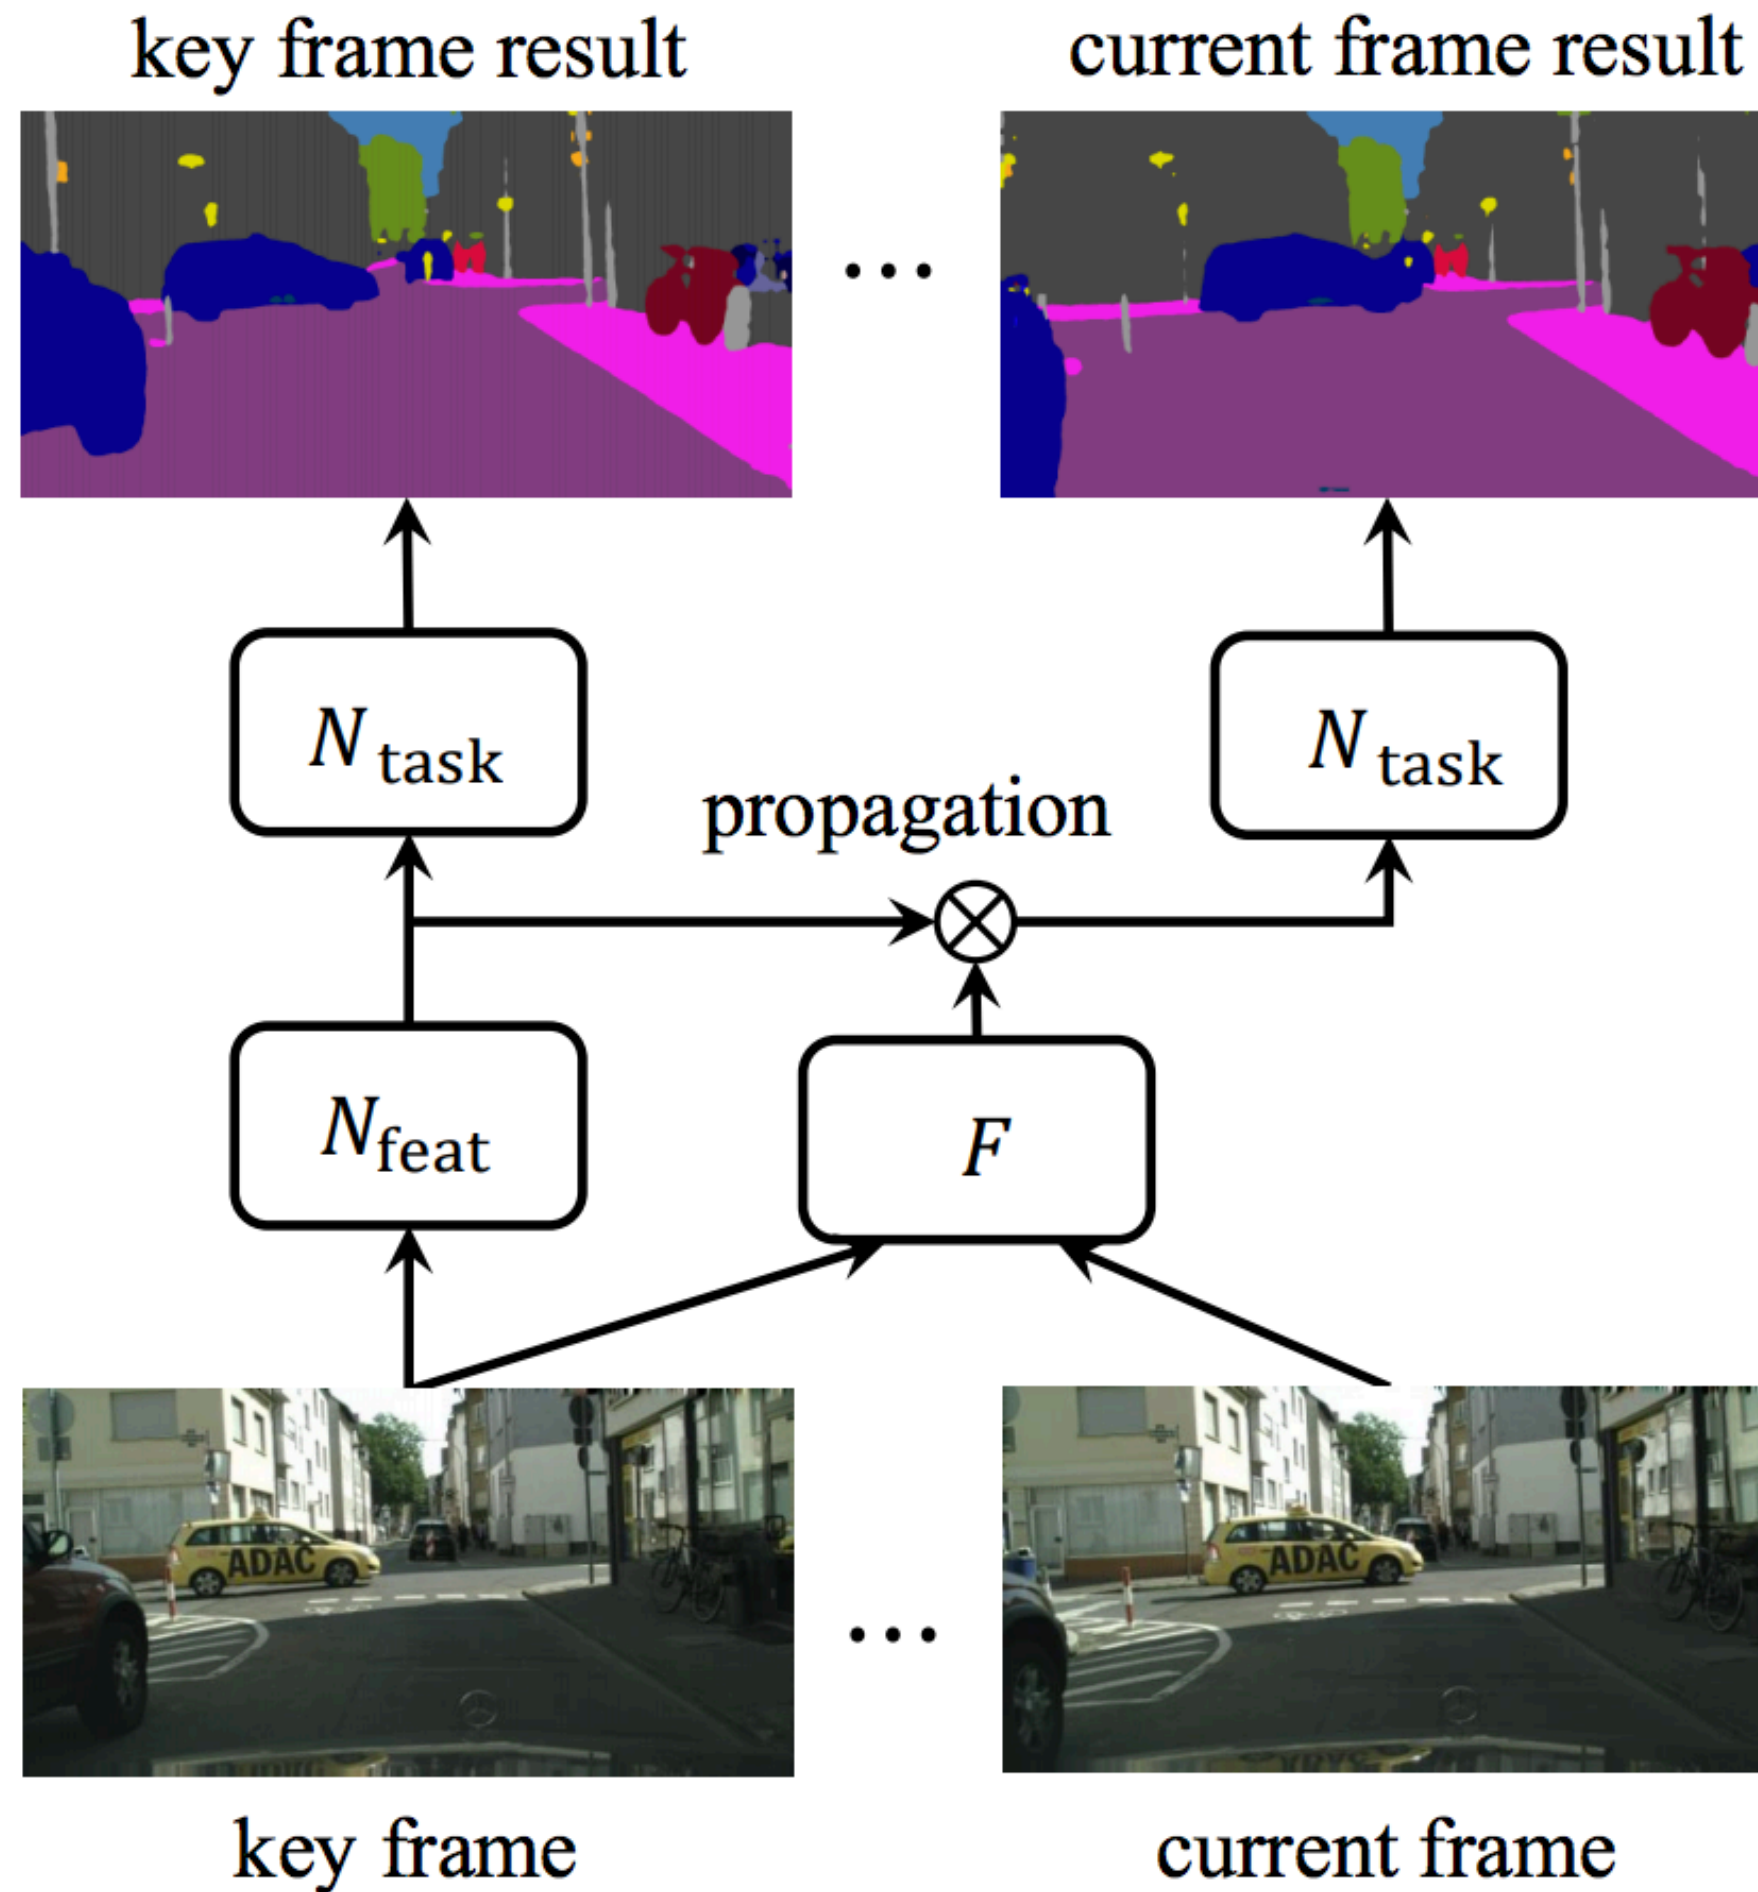 key frame result
current frame result
...
N task
N task
propagation
N feat
F
ADAC
ADAC
...
key frame
current frame